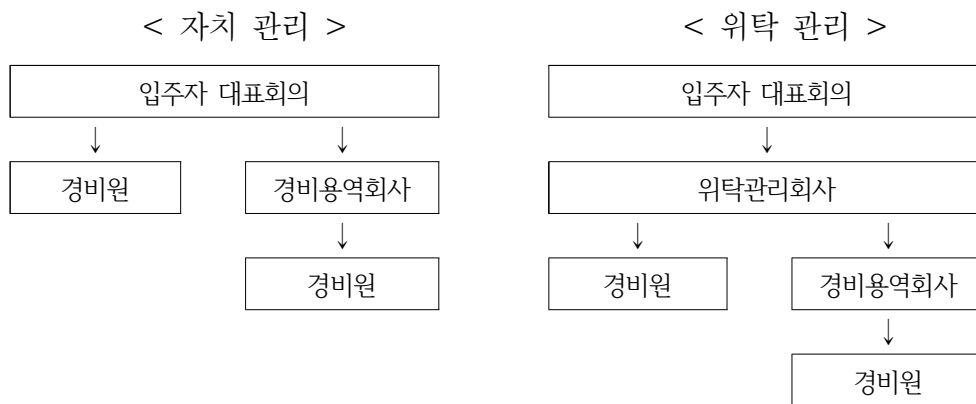 < 자치 관리 >
입주자 대표회의
↓ ↓
경비원 경비용역회사
↓
경비원
< 위탁 관리 >
입주자 대표회의
↓
위탁관리회사
↓ ↓
경비원 경비용역회사
↓
경비원